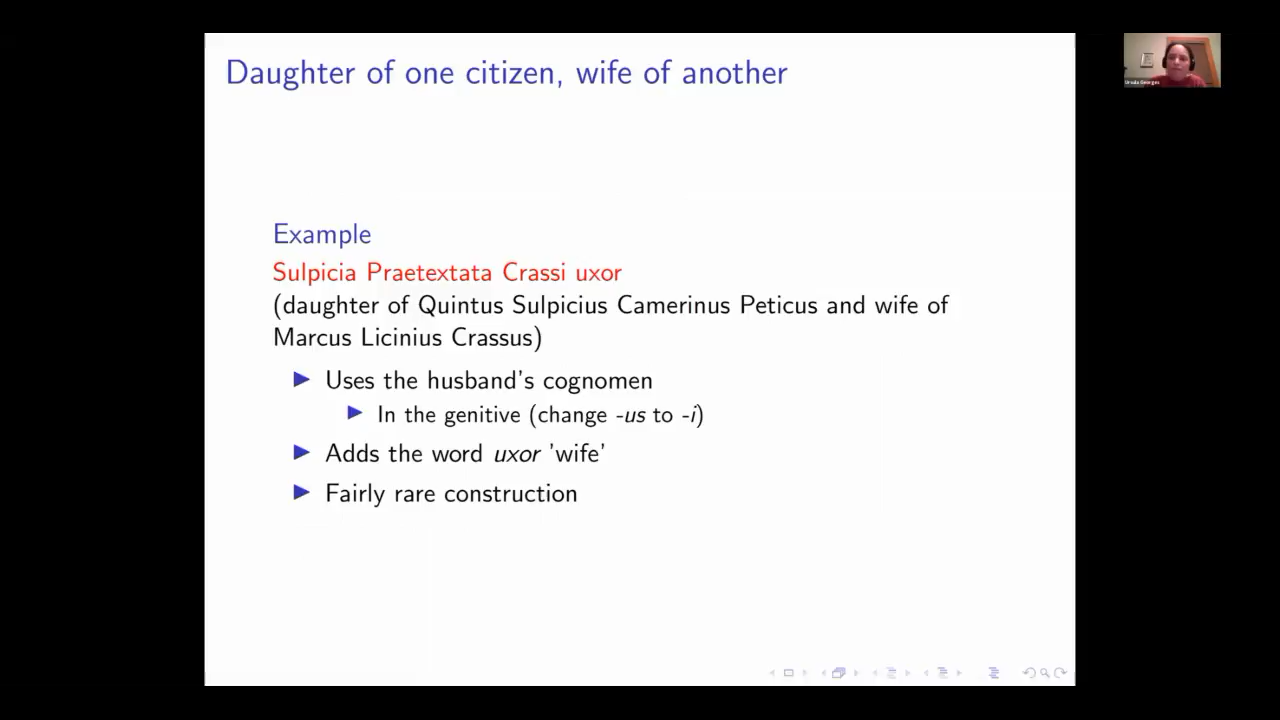 Daughter of one citizen, wife of another
Ursula Georges
Example
Sulpicia Praetextata Crassi uxor
(daughter of Quintus Sulpicius Camerinus Peticus and wife of
Marcus Licinius Crassus)
Uses the husband's cognomen
In the genitive (change -us to -i)
Adds the word uxor 'wife'
Fairly rare construction